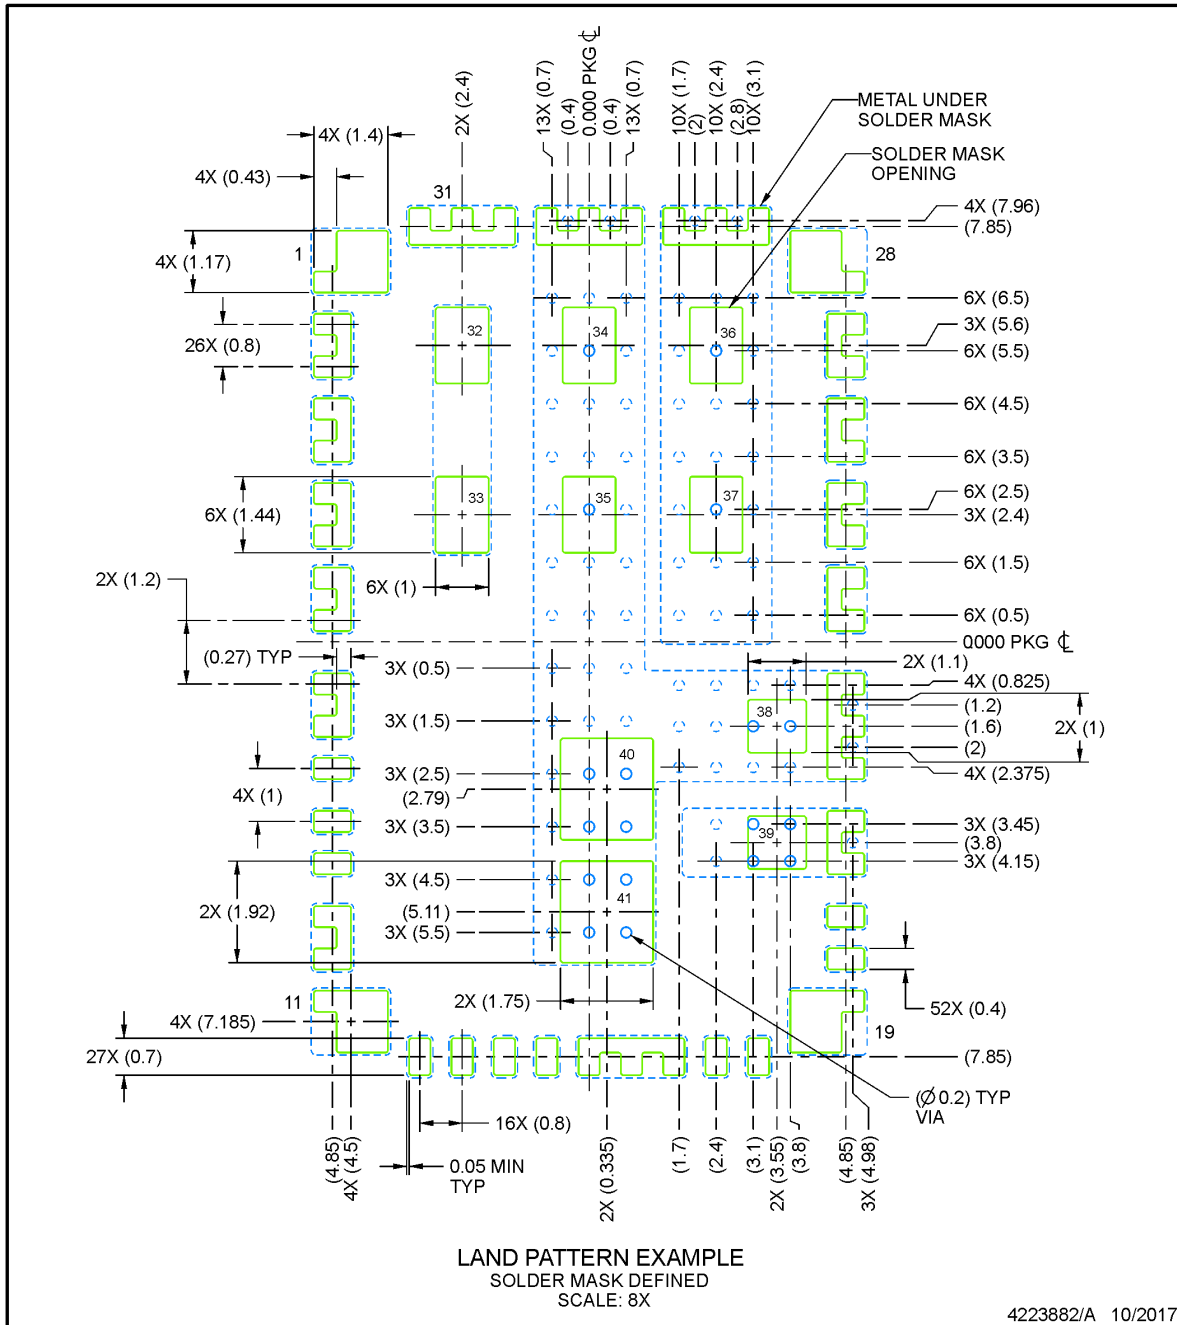 2X (2.4)
13X (0.7)
(0.4)
0.000 PKG ℄
(0.4)
13X (0.7)
10X (1.7)
(2)
10X (2.4)
(2.8)
10X (3.1)
METAL UNDER
SOLDER MASK
SOLDER MASK
OPENING
4X (1.4)
4X (0.43)
31
4X (7.96)
(7.85)
1
28
4X (1.17)
6X (6.5)
3X (5.6)
6X (5.5)
32
34
36
26X (0.8)
6X (4.5)
6X (3.5)
33
35
37
6X (2.5)
3X (2.4)
6X (1.44)
6X (1.5)
2X (1.2)
6X (1)
6X (0.5)
0.000 PKG ℄
(0.27) TYP
3X (0.5)
2X (1.1)
4X (0.825)
(1.2)
38
3X (1.5)
(1.6)
2X (1)
(2)
40
3X (2.5)
4X (2.375)
4X (1)
(2.79)
3X (3.5)
39
3X (3.45)
(3.8)
3X (4.15)
3X (4.5)
41
2X (1.92)
(5.11)
3X (5.5)
11
2X (1.75)
52X (0.4)
19
4X (7.185)
27X (0.7)
(7.85)
(Ø0.2) TYP
VIA
16X (0.8)
0.05 MIN
TYP
(4.85)
4X (4.5)
2X (0.335)
(1.7)
(2.4)
(3.1)
2X (3.55)
(3.8)
(4.85)
3X (4.98)
LAND PATTERN EXAMPLE
SOLDER MASK DEFINED
SCALE: 8X
4223882/A 10/2017